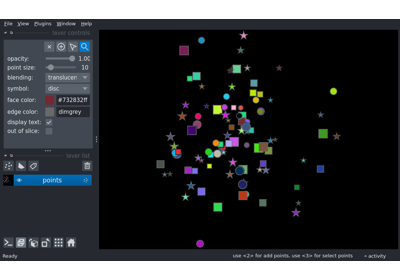 File View Plugins Window Help
layer controls
opacity: 1.00
point size: 10
blending: translucen
symbol: disc
face color: #732832ff
edge color: dimgrey
display text:
out of slice:
layer list
points
Ready
use <2> for add points, use <3> for select points
activity